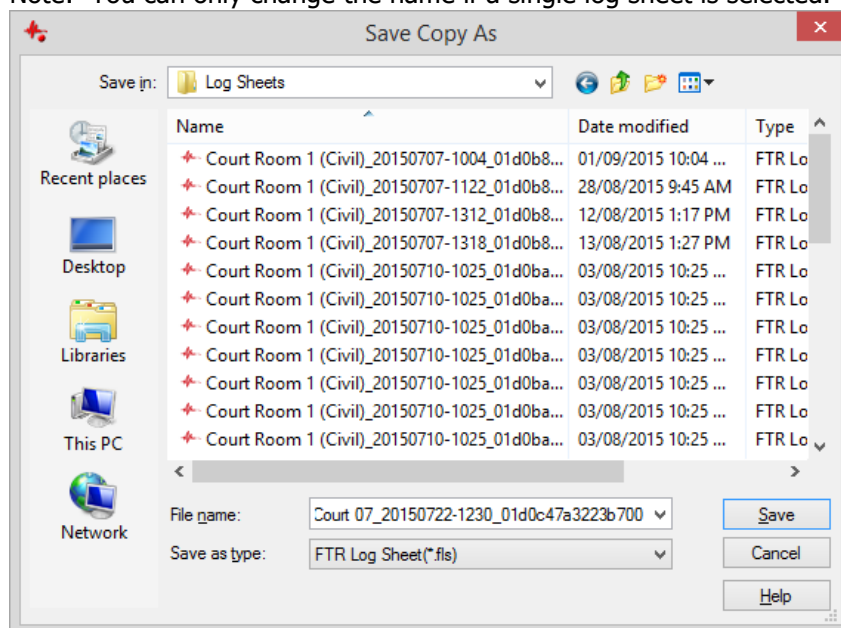 Note: You can only change the name if a single log sheet is selected.
Save Copy As
Save in: Log Sheets
Name Date modified Type
Court Room 1 (Civil)_20150707-1004_01d0b8... 01/09/2015 10:04 ... FTR Lo
Court Room 1 (Civil)_20150707-1122_01d0b8... 28/08/2015 9:45 AM FTR Lo
Court Room 1 (Civil)_20150707-1312_01d0b8... 12/08/2015 1:17 PM FTR Lo
Court Room 1 (Civil)_20150707-1318_01d0b8... 13/08/2015 1:27 PM FTR Lo
Court Room 1 (Civil)_20150710-1025_01d0ba... 03/08/2015 10:25 ... FTR Lo
Court Room 1 (Civil)_20150710-1025_01d0ba... 03/08/2015 10:25 ... FTR Lo
Court Room 1 (Civil)_20150710-1025_01d0ba... 03/08/2015 10:25 ... FTR Lo
Court Room 1 (Civil)_20150710-1025_01d0ba... 03/08/2015 10:25 ... FTR Lo
Court Room 1 (Civil)_20150710-1025_01d0ba... 03/08/2015 10:25 ... FTR Lo
Court Room 1 (Civil)_20150710-1025_01d0ba... 03/08/2015 10:25 ... FTR Lo
Court Room 1 (Civil)_20150710-1025_01d0ba... 03/08/2015 10:25 ... FTR Lo
Recent places
Desktop
Libraries
This PC
Network
File name: Court 07_20150722-1230_01d0c47a3223b700 Save
Save as type: FTR Log Sheet(*.fls) Cancel
Help